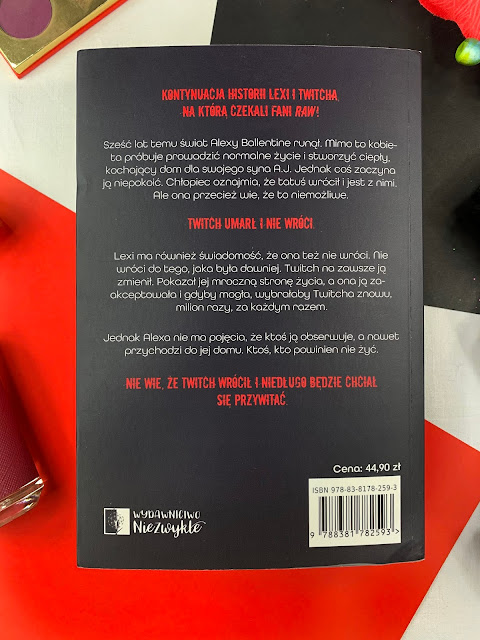 KONTYNUACJA HISTORII LEXI I TWITCHA,
NA KTÓRĄ CZEKALI FANI RAW!
Sześć lat temu świat Alexy Ballentine runął. Mimo to kobie-
ta próbuje prowadzić normalne życie i stworzyć ciepły,
kochający dom dla swojego syna A.J. Jednak coś zaczyna
ją niepokoić. Chłopiec oznajmia, że tatuś wrócił i jest z nimi.
Ale ona przecież wie, że to niemożliwe.
TWITCH UMARŁ I NIE WRÓCI.
Lexi ma również świadomość, że ona też nie wróci. Nie
wróci do tego, jaka była dawniej. Twitch na zawsze ją
zmienił. Pokazał jej mroczną stronę życia, a ona ją za-
akceptowała i gdyby mogła, wybrałaby Twitcha znowu,
milion razy, za każdym razem.
Jednak Alexa nie ma pojęcia, że ktoś ją obserwuje, a nawet
przychodzi do jej domu. Ktoś, kto powinien nie żyć.
NIE WIE, ŻE TWITCH WRÓCIŁ I NIEDŁUGO BĘDZIE CHCIAŁ
SIĘ PRZYWITAĆ.
Cena: 44,90 zł
ISBN 978-83-8178-259-3
9 788381 782593 >
WYDAWNICTWO
NieZwykłe